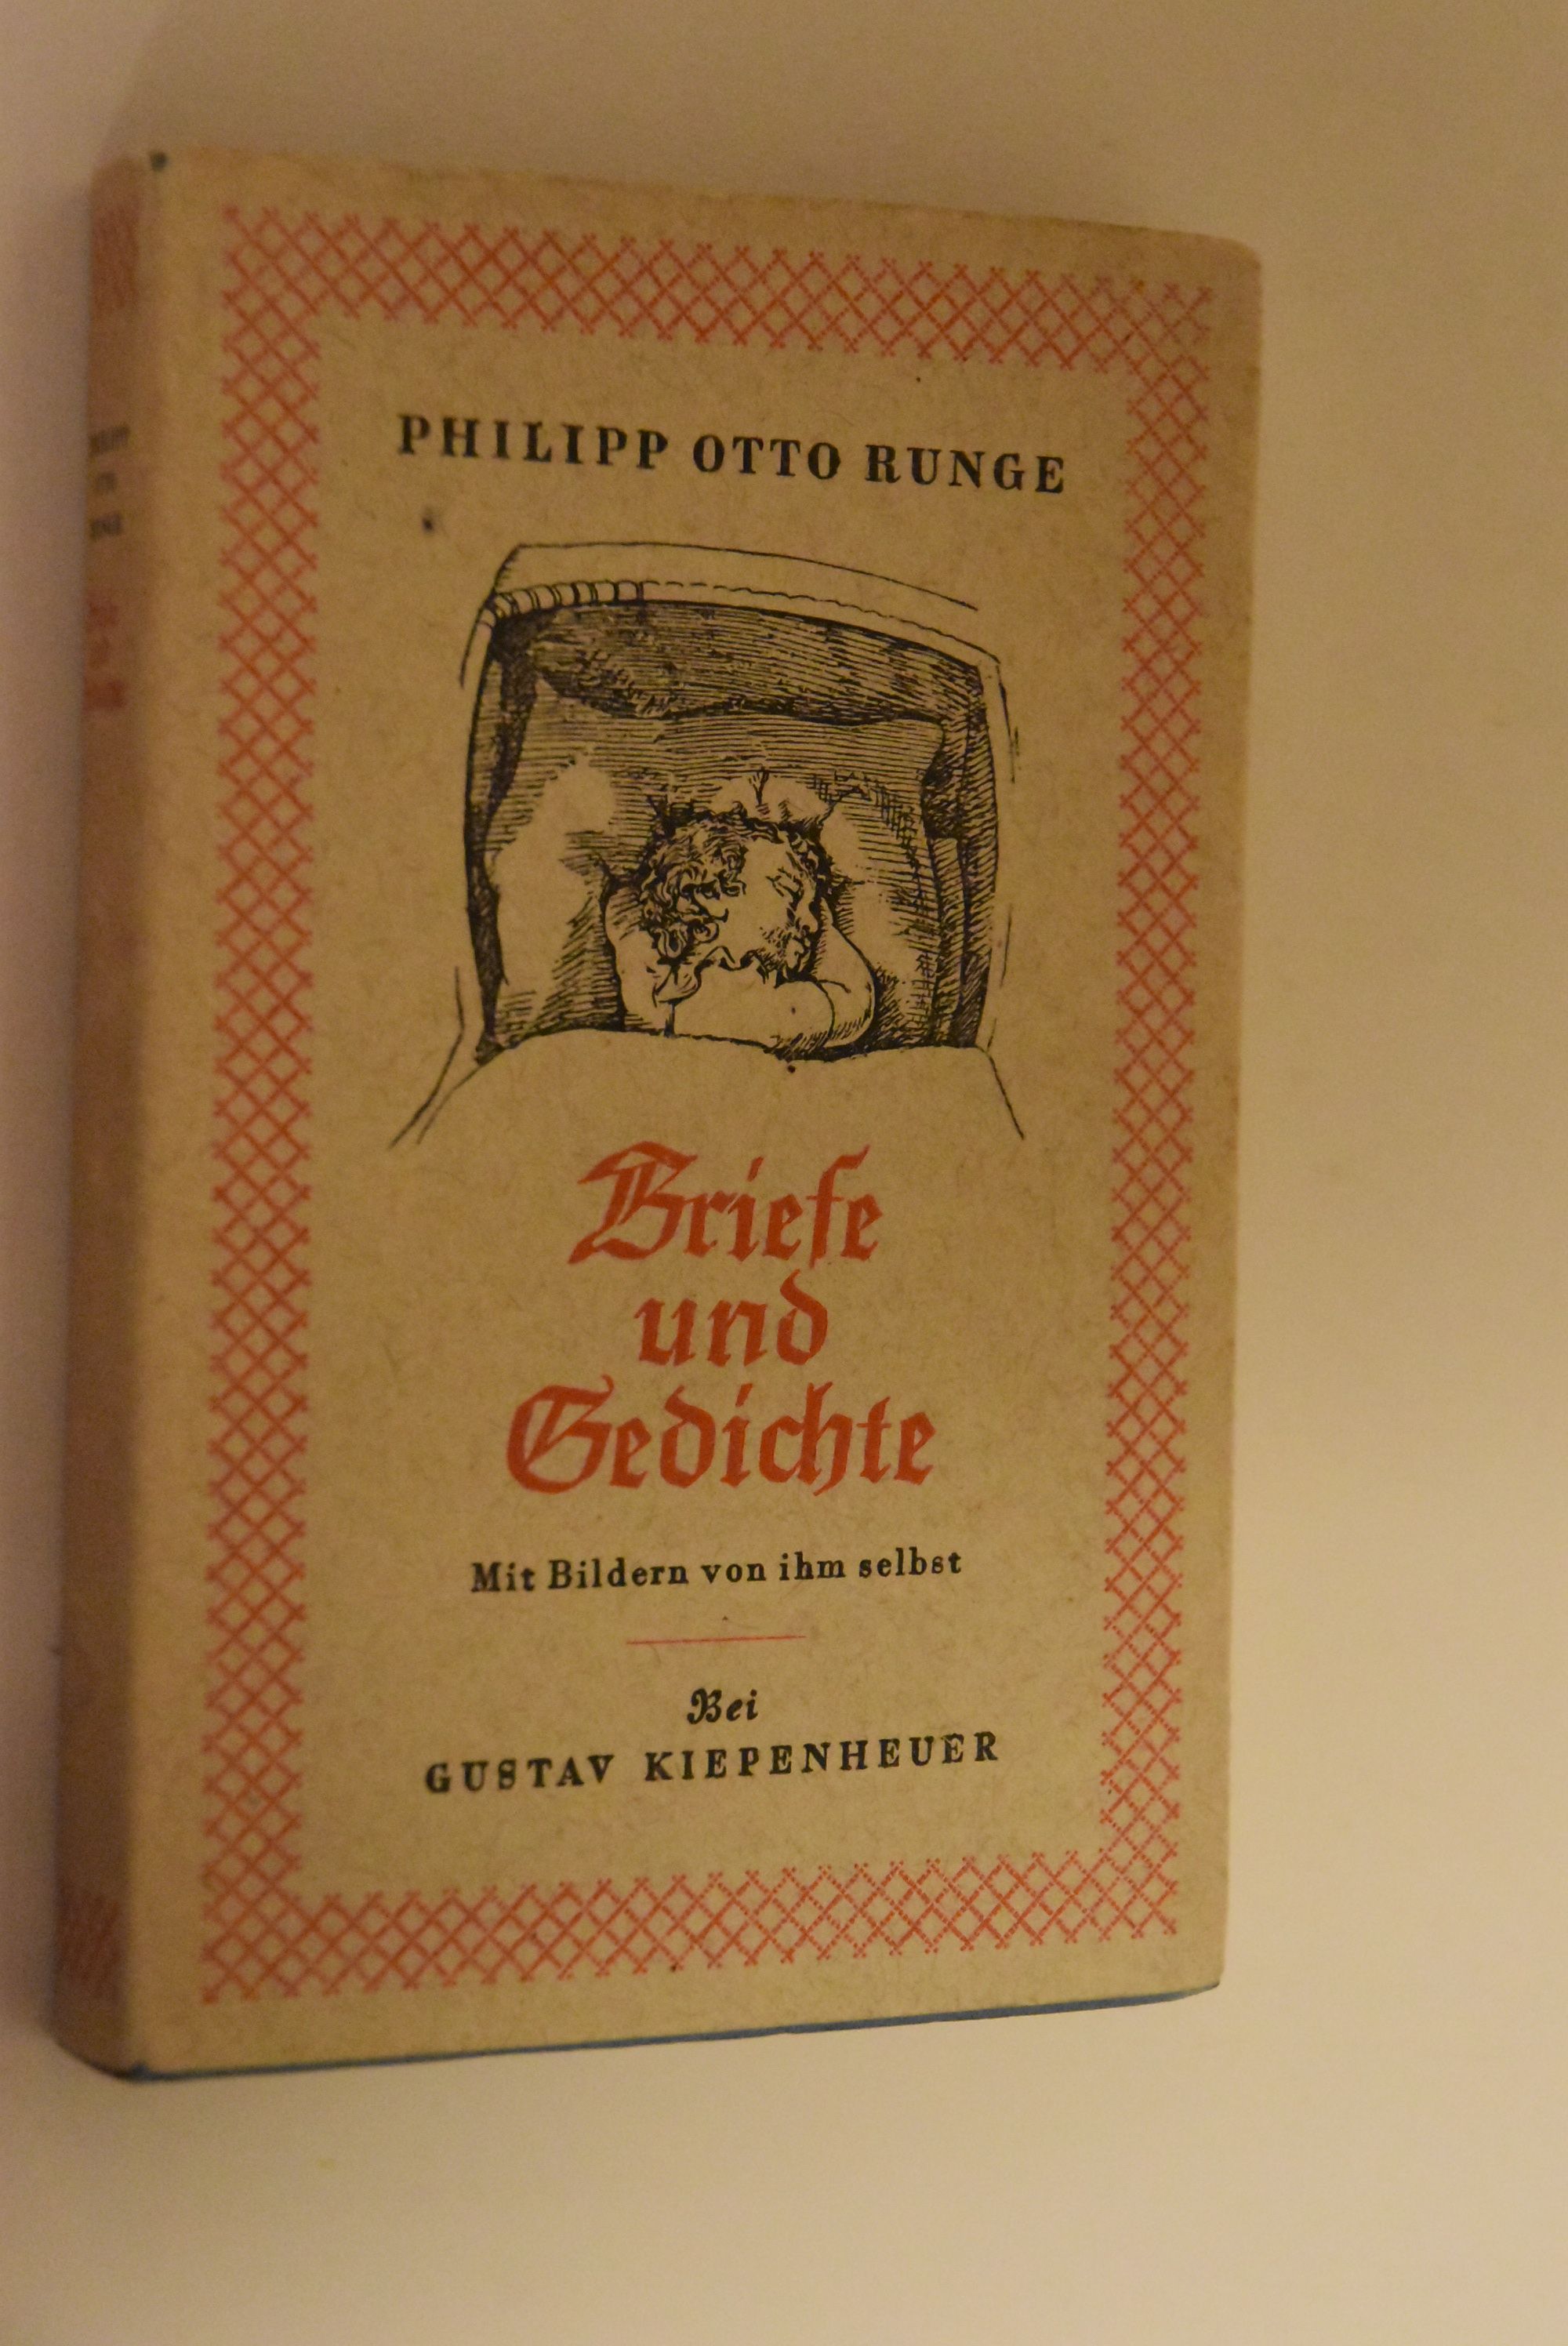 PHILIPP OTTO RUNGE
Briefe
und
Gedichte
Mit Bildern von ihm selbst
Bei
GUSTAV KIEPENHEUER